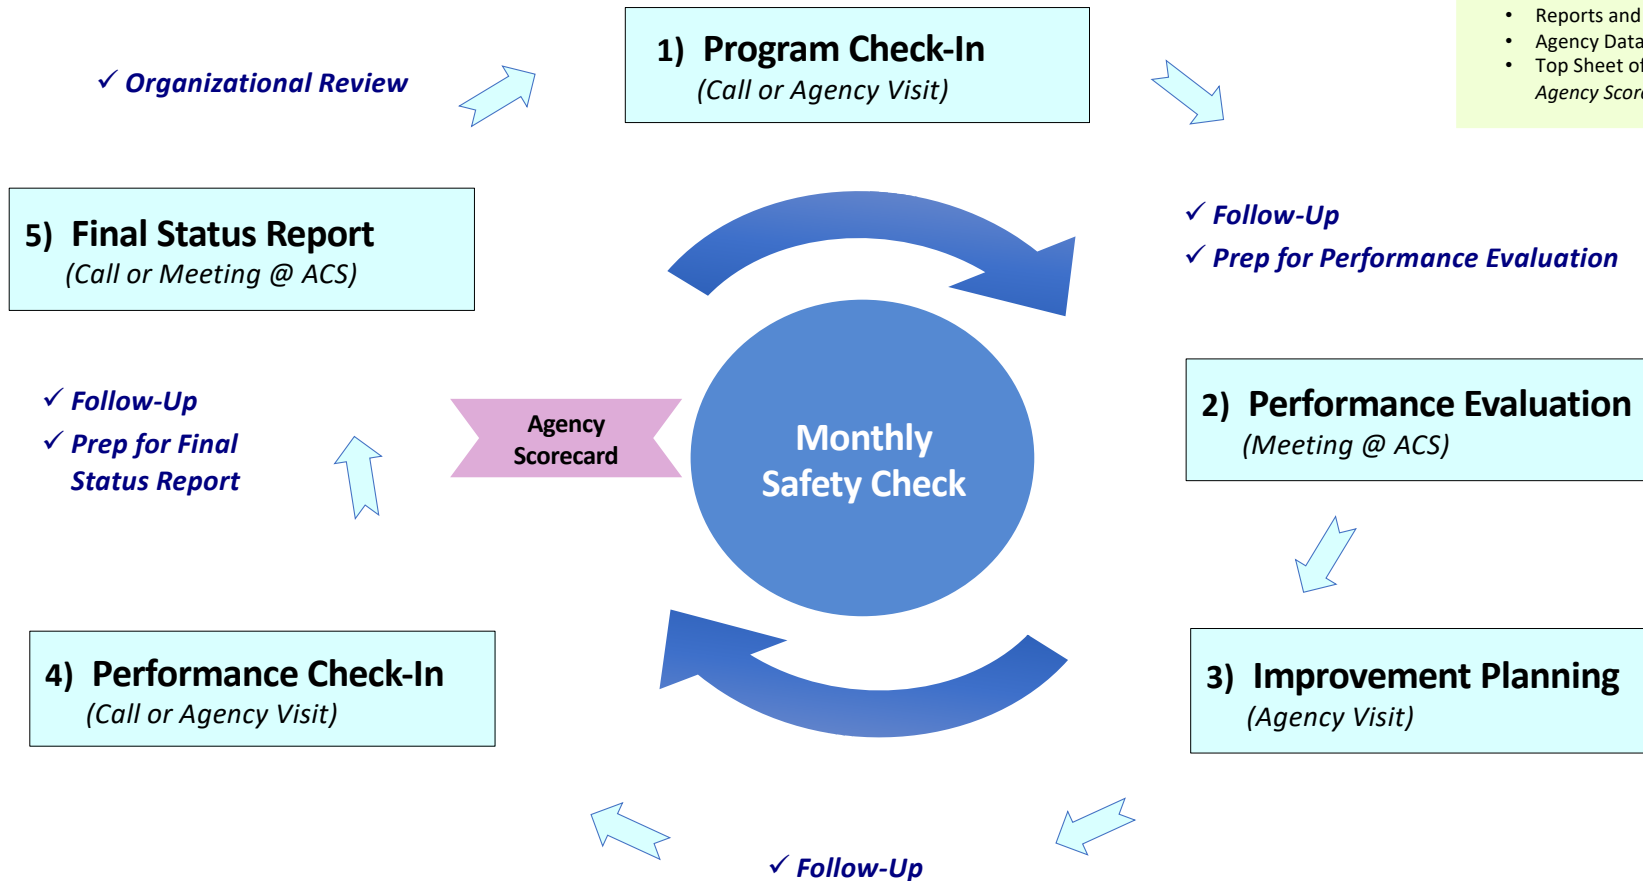 1) Program Check-In
(Call or Agency Visit)
• Reports and
• Agency Data
• Top Sheet of
Agency Scor
✓ Organizational Review
5) Final Status Report
(Call or Meeting @ ACS)
✓ Follow-Up
✓ Prep for Performance Evaluation
✓ Follow-Up
✓ Prep for Final
Status Report
Agency
Scorecard
Monthly
Safety Check
2) Performance Evaluation
(Meeting @ ACS)
4) Performance Check-In
(Call or Agency Visit)
3) Improvement Planning
(Agency Visit)
✓ Follow-Up